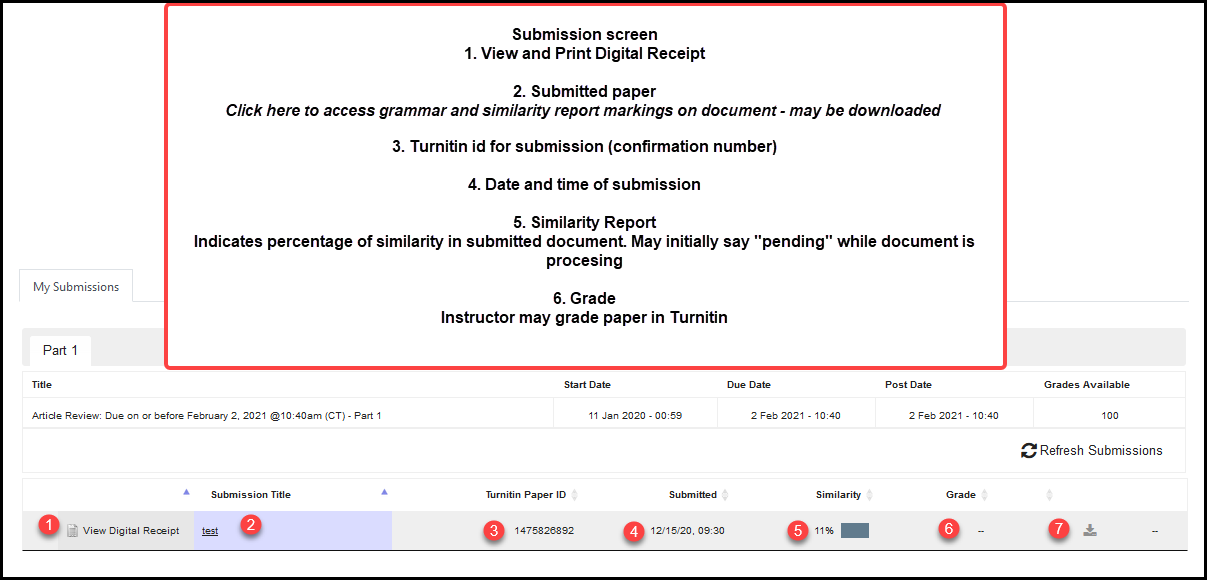 Submission screen
1. View and Print Digital Receipt
2. Submitted paper
Click here to access grammar and similarity report markings on document - may be downloaded
3. Turnitin id for submission (confirmation number)
4. Date and time of submission
5. Similarity Report
Indicates percentage of similarity in submitted document. May initially say "pending" while document is
procesing
6. Grade
Instructor may grade paper in Turnitin
My Submissions
Part 1
Title Start Date Due Date Post Date Grades Available
Article Review: Due on or before February 2, 2021 @10:40am (CT) - Part 1 11 Jan 2020 - 00:59 2 Feb 2021 - 10:40 2 Feb 2021 - 10:40 100
Refresh Submissions
Submission Title Turnitin Paper ID Submitted Similarity Grade
1 View Digital Receipt test 2 3 1475826892 4 12/15/20, 09:30 5 11% 6 -- 7 --